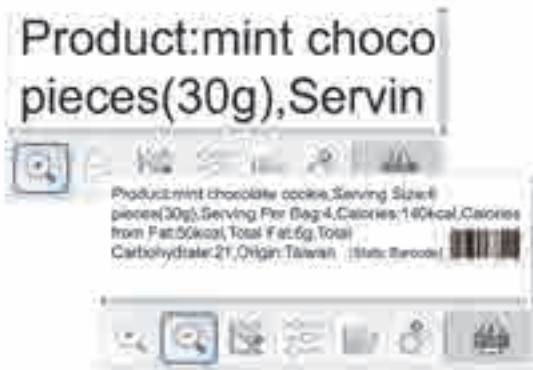 Product:mint choco
pieces(30g),Servin
Product:mint chocolate cookie,Serving Size:6
pieces(30g),Serving Per Bag:4,Calories:140kcal,Calories
from Fat:50kcal,Total Fat:6g,Total
Carbohydrate:21,Origin:Taiwan [Static Barcode]